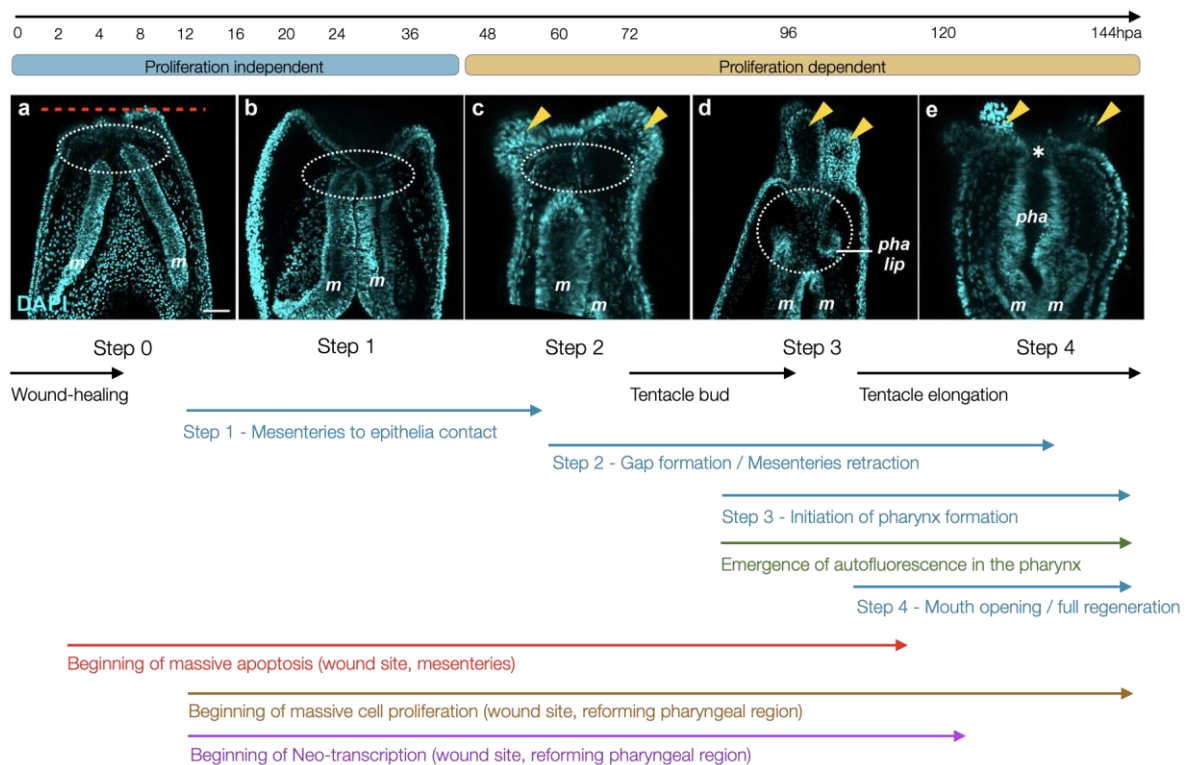 0 2 4 8 12 16 20 24 36 48 60 72 96 120 144hpa
Proliferation independent Proliferation dependent
a b c d e
*
pha
pha
lip
m m m m m m m m m m
DAPI
Step 0 Step 1 Step 2 Step 3 Step 4
Wound-healing Tentacle bud Tentacle elongation
Step 1 - Mesenteries to epithelia contact
Step 2 - Gap formation / Mesenteries retraction
Step 3 - Initiation of pharynx formation
Emergence of autofluorescence in the pharynx
Step 4 - Mouth opening / full regeneration
Beginning of massive apoptosis (wound site, mesenteries)
Beginning of massive cell proliferation (wound site, reforming pharyngeal region)
Beginning of Neo-transcription (wound site, reforming pharyngeal region)